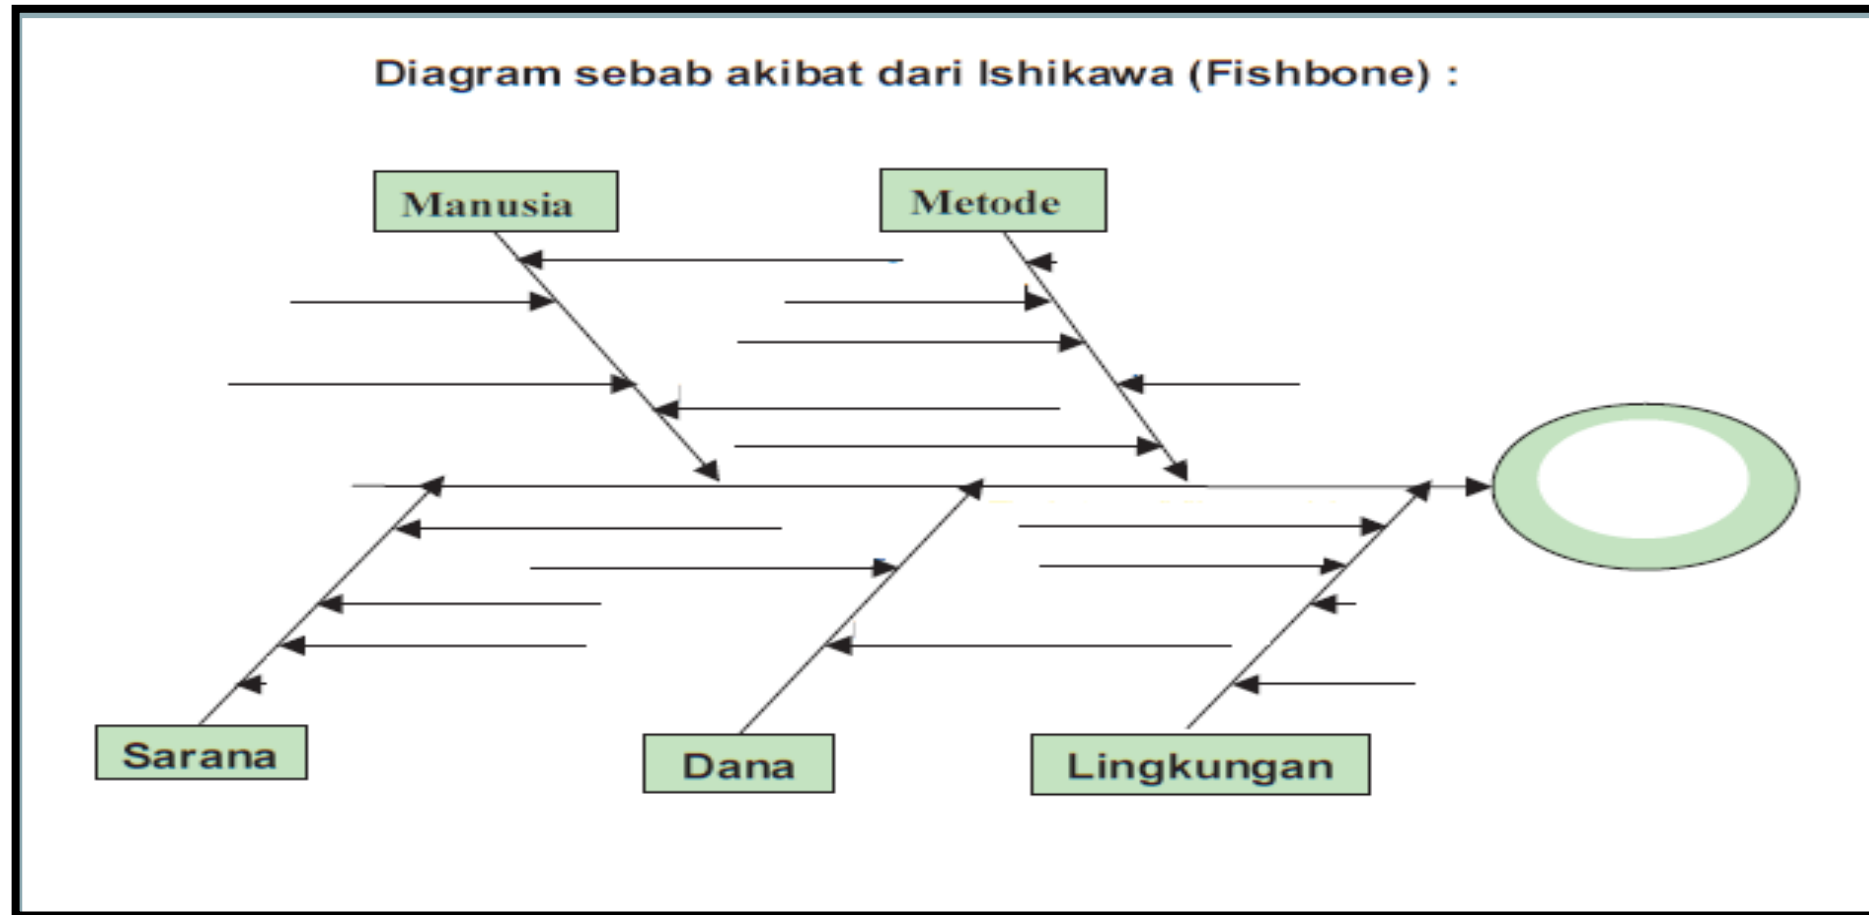 Diagram sebab akibat dari Ishikawa (Fishbone) :
Manusia
Metode
Sarana
Dana
Lingkungan